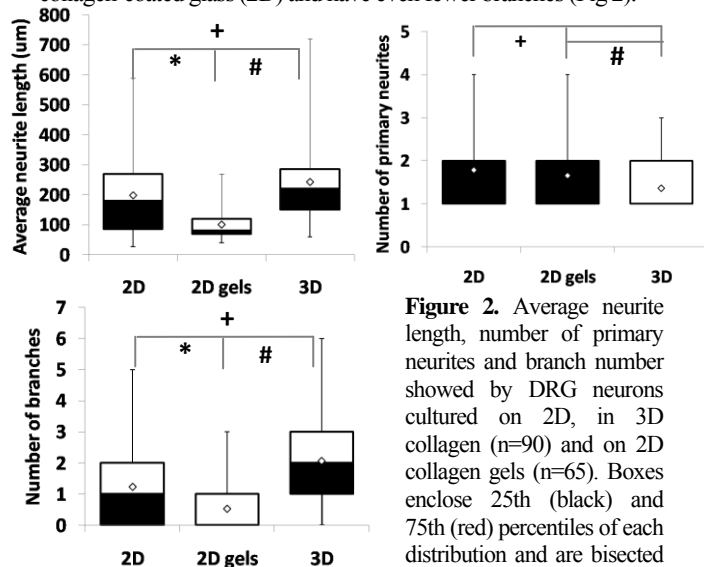 collagen-coated glass (2D) and have even fewer branches (Fig 2).
Average neurite length (um)
800
700
600
500
400
300
200
100
0
+
* #
2D 2D gels 3D
Number of primary neurites
5
4
3
2
1
0
+ #
2D 2D gels 3D
Number of branches
7
6
5
4
3
2
1
0
+
* #
2D 2D gels 3D
Figure 2. Average neurite
length, number of primary
neurites and branch number
showed by DRG neurons
cultured on 2D, in 3D
collagen (n=90) and on 2D
collagen gels (n=65). Boxes
enclose 25th (black) and
75th (red) percentiles of each
distribution and are bisected